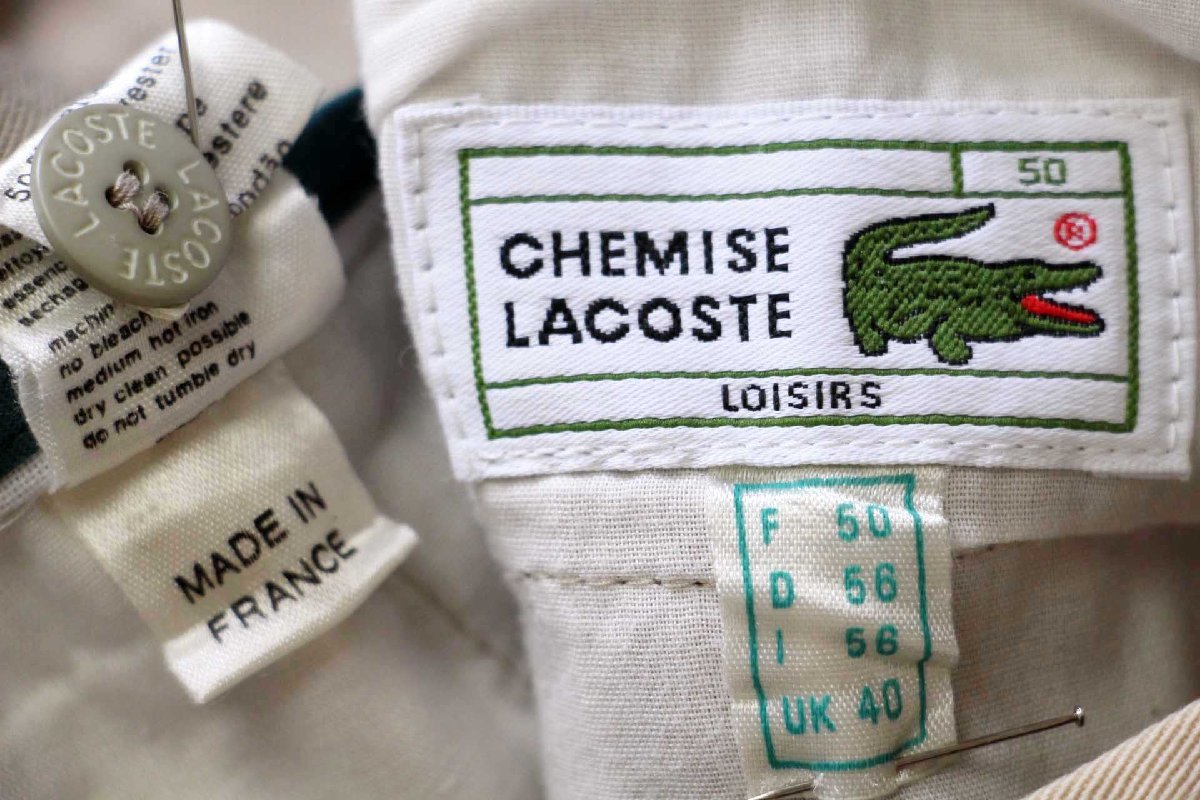 LACOSTE LACOSTE
machin
no bleach
medium hot iron
dry clean possible
do not tumble dry
MADE IN
FRANCE
50
CHEMISE
LACOSTE
®
LOISIRS
F 50
D 56
I 56
UK 40